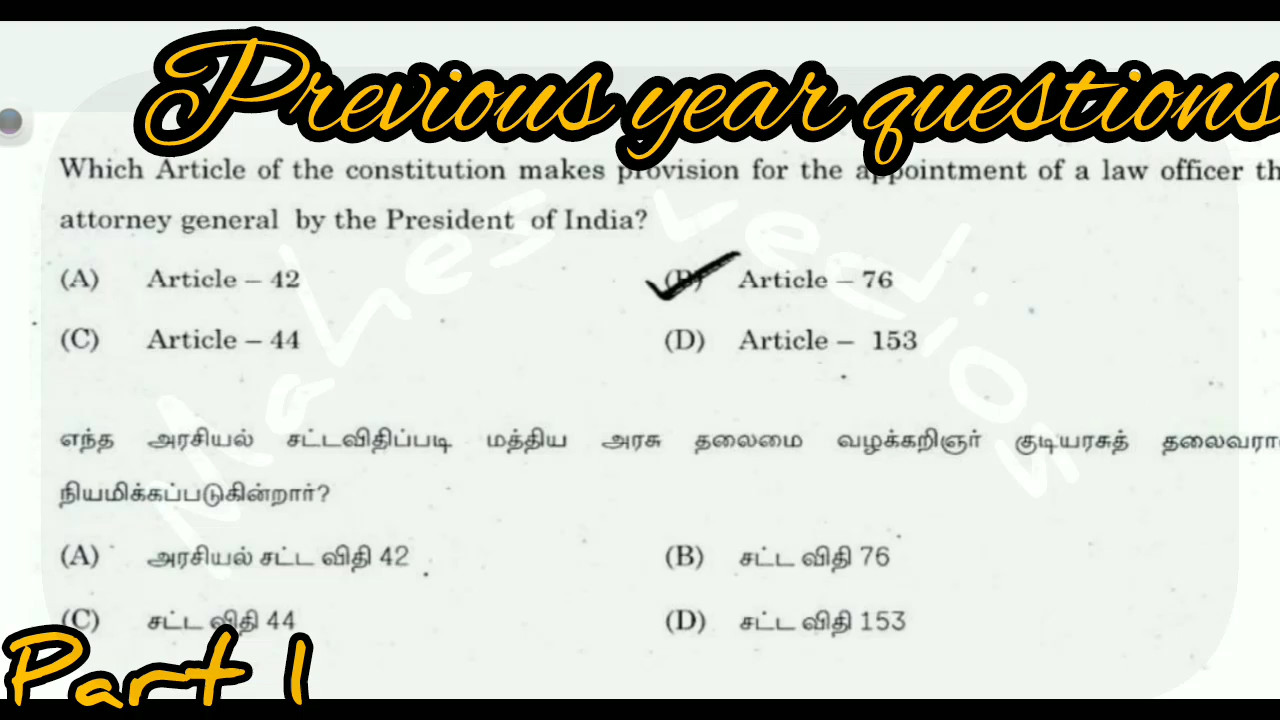 Previous year questions
Which Article of the constitution makes provision for the appointment of a law officer th
attorney general by the President of India?
(A) Article – 42 (B) Article – 76
(C) Article – 44 (D) Article – 153
எந்த அரசியல் சட்டவிதிப்படி மத்திய அரசு தலைமை வழக்கறிஞர் குடியரசுத் தலைவரா
நியமிக்கப்படுகின்றார்?
(A) அரசியல் சட்ட விதி 42 (B) சட்ட விதி 76
(C) சட்ட விதி 44 (D) சட்ட விதி 153
Part 1